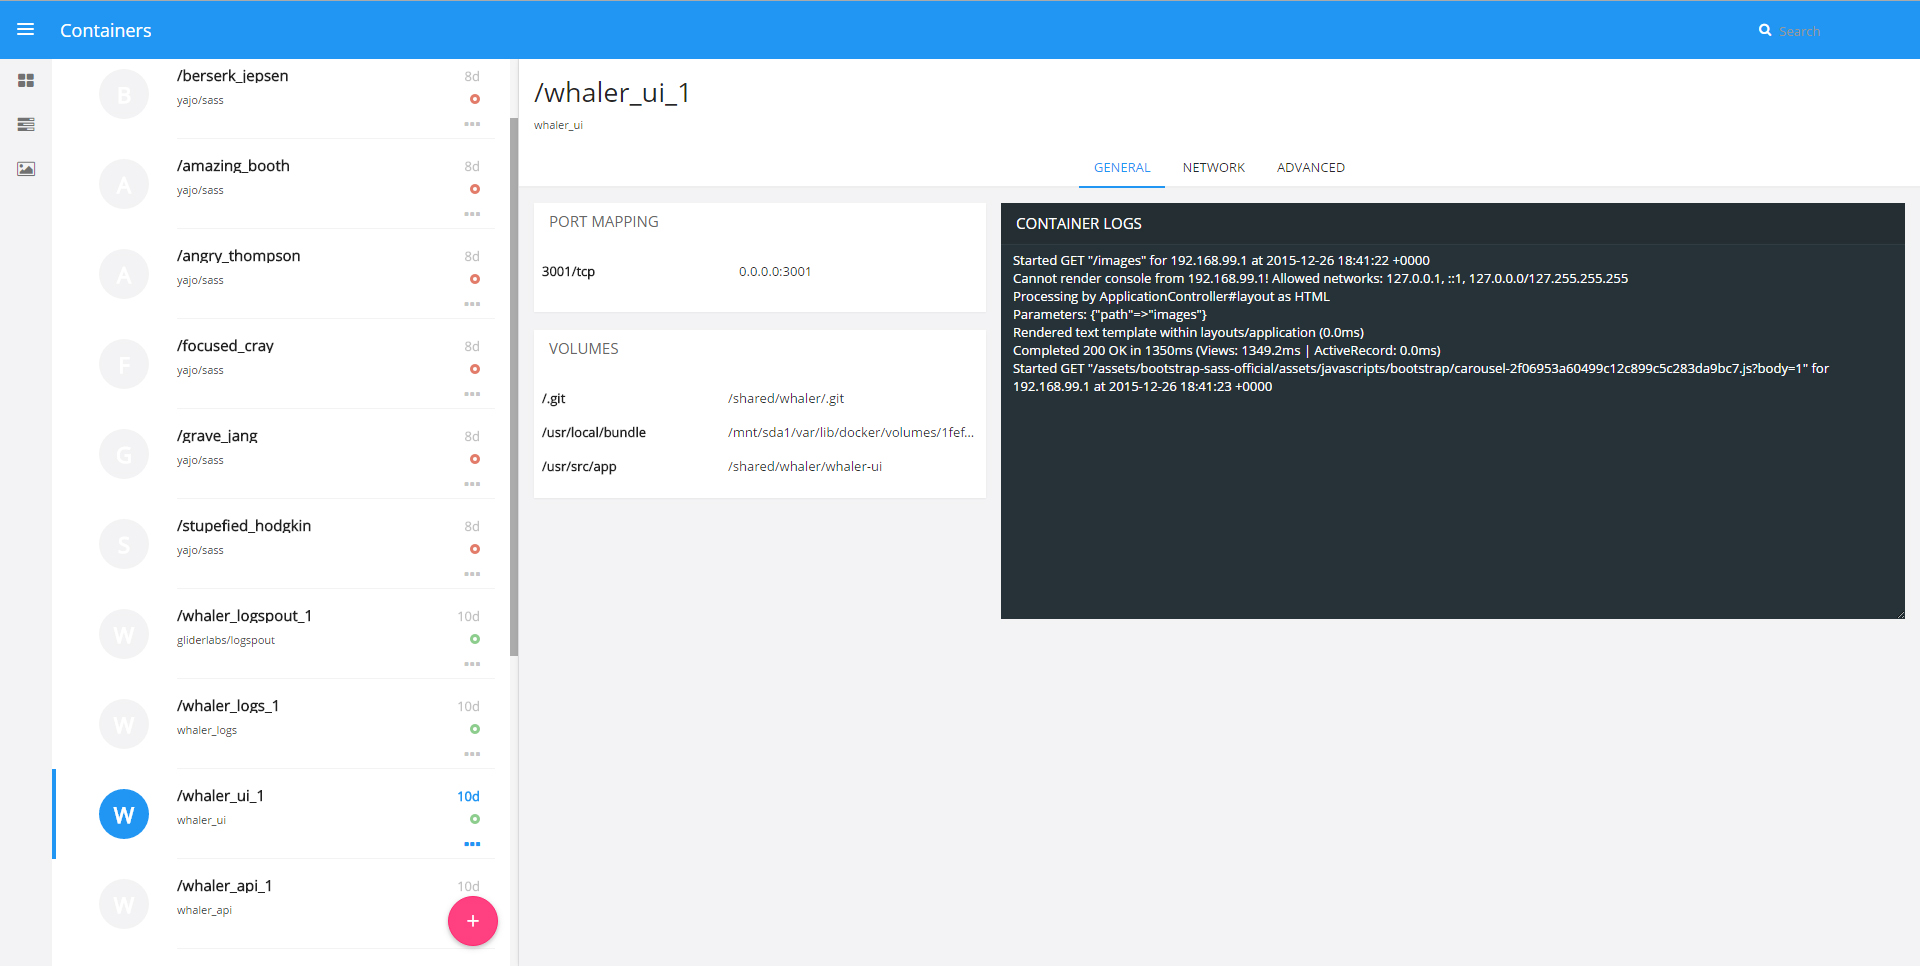 Containers
Search
B
/berserk_jepsen
8d
yajo/sass
A
/amazing_booth
8d
yajo/sass
A
/angry_thompson
8d
yajo/sass
F
/focused_cray
8d
yajo/sass
G
/grave_jang
8d
yajo/sass
S
/stupefied_hodgkin
8d
yajo/sass
W
/whaler_logspout_1
10d
gliderlabs/logspout
W
/whaler_logs_1
10d
whaler_logs
W
/whaler_ui_1
10d
whaler_ui
W
/whaler_api_1
10d
whaler_api
+
/whaler_ui_1
whaler_ui
GENERAL NETWORK ADVANCED
PORT MAPPING
3001/tcp 0.0.0.0:3001
VOLUMES
/.git /shared/whaler/.git
/usr/local/bundle /mnt/sda1/var/lib/docker/volumes/1fef...
/usr/src/app /shared/whaler/whaler-ui
CONTAINER LOGS
Started GET "/images" for 192.168.99.1 at 2015-12-26 18:41:22 +0000
Cannot render console from 192.168.99.1! Allowed networks: 127.0.0.1, ::1, 127.0.0.0/127.255.255.255
Processing by ApplicationController#layout as HTML
Parameters: {"path"=>"images"}
Rendered text template within layouts/application (0.0ms)
Completed 200 OK in 1350ms (Views: 1349.2ms | ActiveRecord: 0.0ms)
Started GET "/assets/bootstrap-sass-official/assets/javascripts/bootstrap/carousel-2f06953a60499c12c899c5c283da9bc7.js?body=1" for
192.168.99.1 at 2015-12-26 18:41:23 +0000